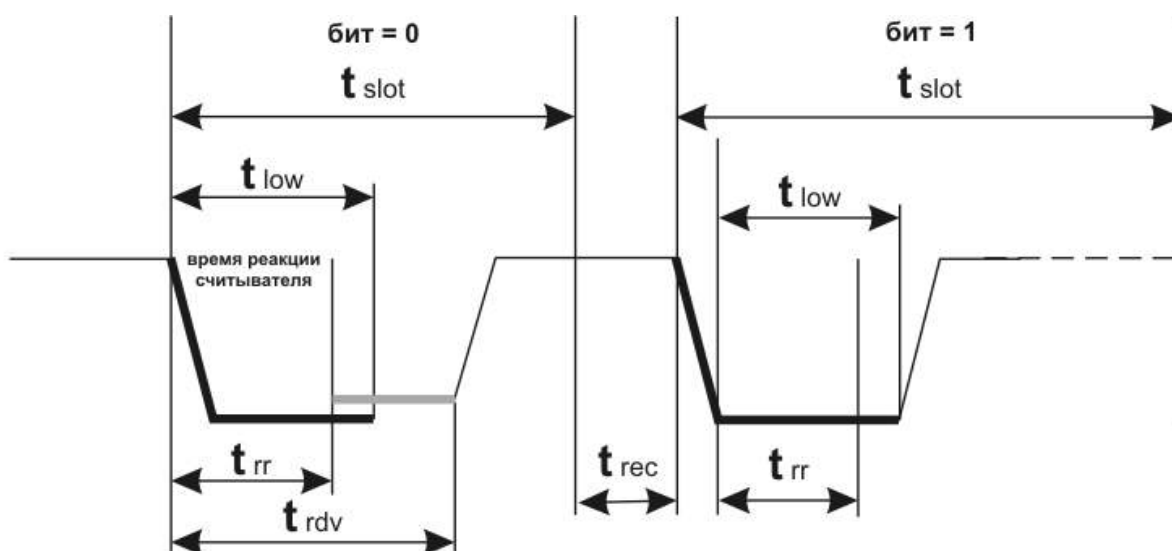 бит = 0
бит = 1
t slot
t slot
t low
t low
время реакции
считывателя
t rr
t rec
t rr
t rdv